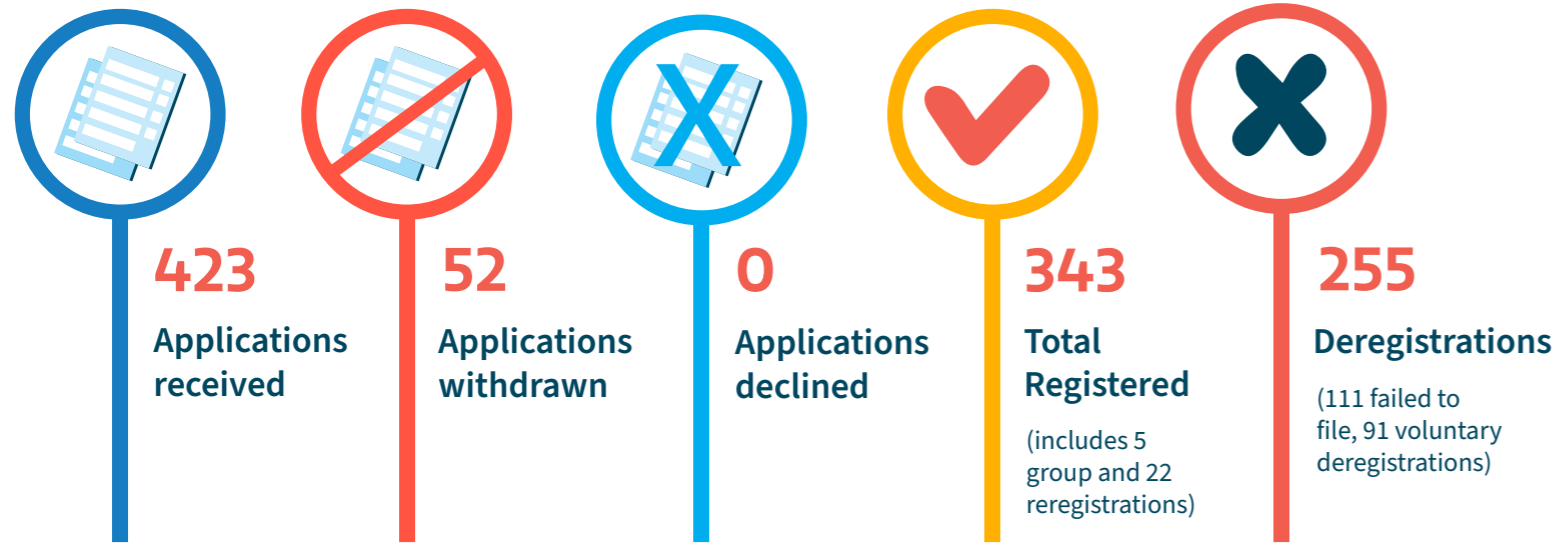 423
Applications
received
52
Applications
withdrawn
0
Applications
declined
343
Total
Registered
(includes 5
group and 22
reregistrations)
255
Deregistrations
(111 failed to
file, 91 voluntary
deregistrations)